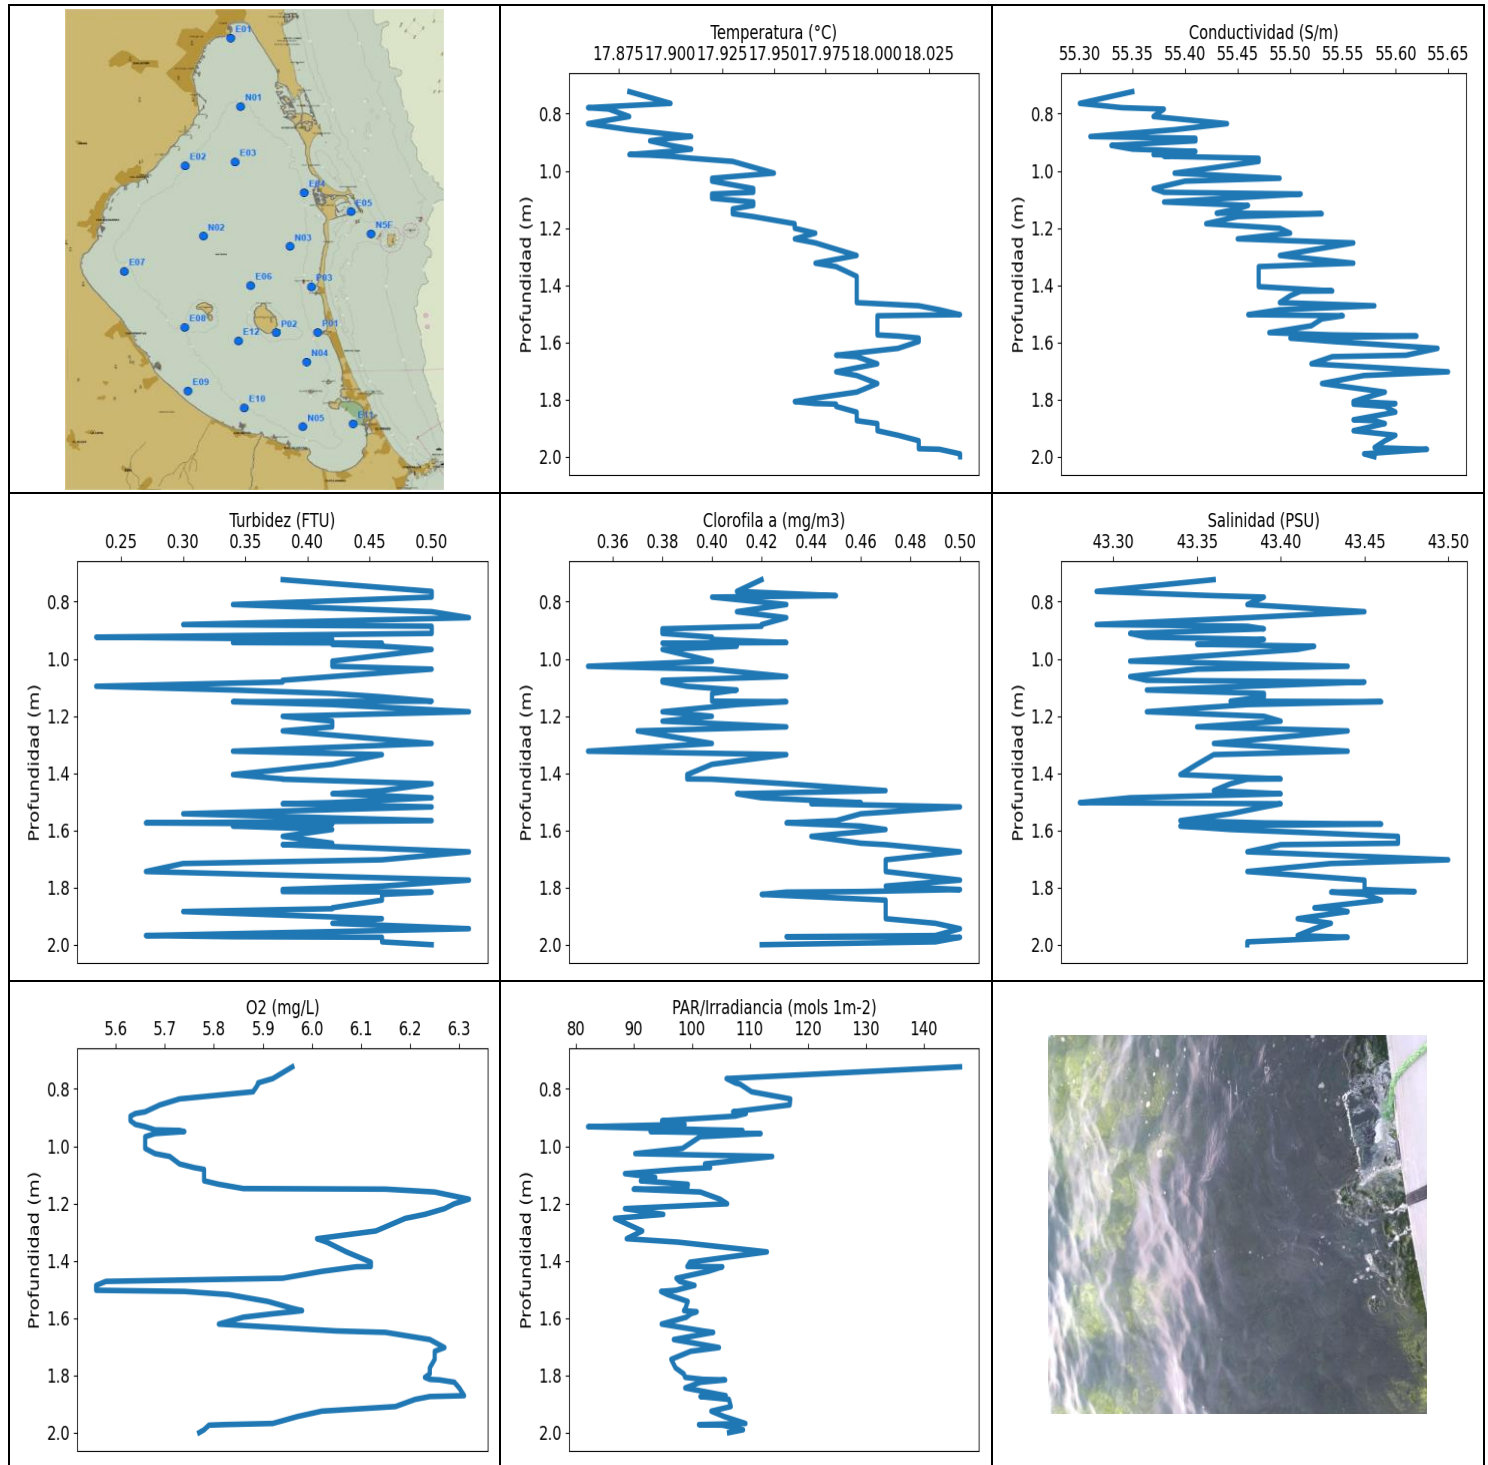 E01
N01
E02
E03
E04
E05
N5F
N02
N03
E07
E06
P03
E08
P02
P01
E12
N04
E09
E10
N05
E11
Temperatura (°C)
17.875 17.900 17.925 17.950 17.975 18.000 18.025
Profundidad (m)
0.8
1.0
1.2
1.4
1.6
1.8
2.0
Conductividad (S/m)
55.30 55.35 55.40 55.45 55.50 55.55 55.60 55.65
Profundidad (m)
0.8
1.0
1.2
1.4
1.6
1.8
2.0
Turbidez (FTU)
0.25 0.30 0.35 0.40 0.45 0.50
Profundidad (m)
0.8
1.0
1.2
1.4
1.6
1.8
2.0
Clorofila a (mg/m3)
0.36 0.38 0.40 0.42 0.44 0.46 0.48 0.50
Profundidad (m)
0.8
1.0
1.2
1.4
1.6
1.8
2.0
Salinidad (PSU)
43.30 43.35 43.40 43.45 43.50
Profundidad (m)
0.8
1.0
1.2
1.4
1.6
1.8
2.0
O2 (mg/L)
5.6 5.7 5.8 5.9 6.0 6.1 6.2 6.3
Profundidad (m)
0.8
1.0
1.2
1.4
1.6
1.8
2.0
PAR/Irradiancia (mols 1m-2)
80 90 100 110 120 130 140
Profundidad (m)
0.8
1.0
1.2
1.4
1.6
1.8
2.0